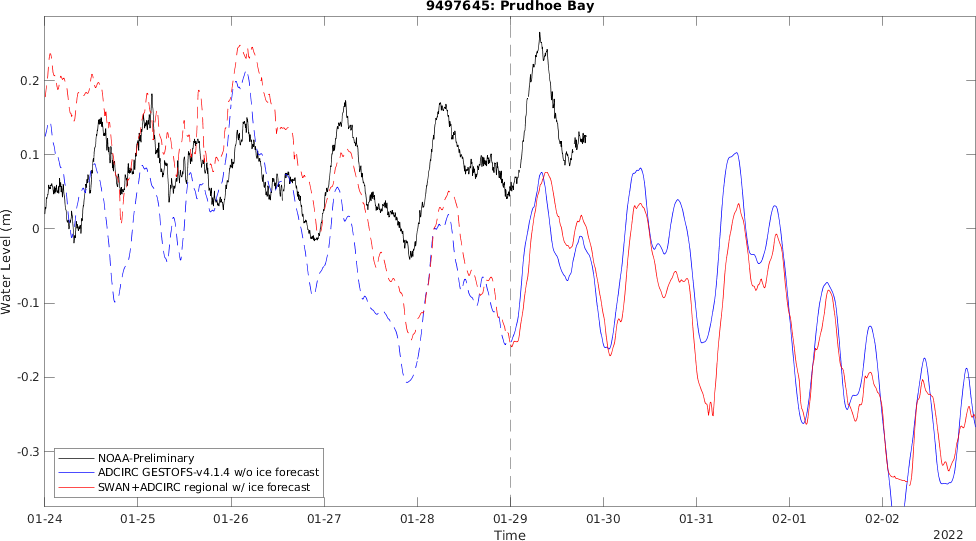 9497645: Prudhoe Bay
Water Level (m)
0.2
0.1
0
-0.1
-0.2
-0.3
NOAA-Preliminary
ADCIRC GESTOFS-v4.1.4 w/o ice forecast
SWAN+ADCIRC regional w/ ice forecast
01-24 01-25 01-26 01-27 01-28 01-29 01-30 01-31 02-01 02-02
Time
2022